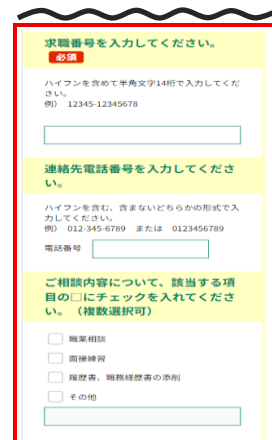 求職番号を入力してください。
必須
ハイフンを含めて半角文字14桁で入力してくだ
さい。
例） 12345-12345678
連絡先電話番号を入力してくださ
い。
ハイフンを含む、含まないどちらかの形式で入
力してください。
例） 012-345-6789 または 0123456789
電話番号
ご相談内容について、該当する項
目の□にチェックを入れてくださ
い。（複数選択可）
職業相談
面接練習
履歴書、職務経歴書の添削
その他